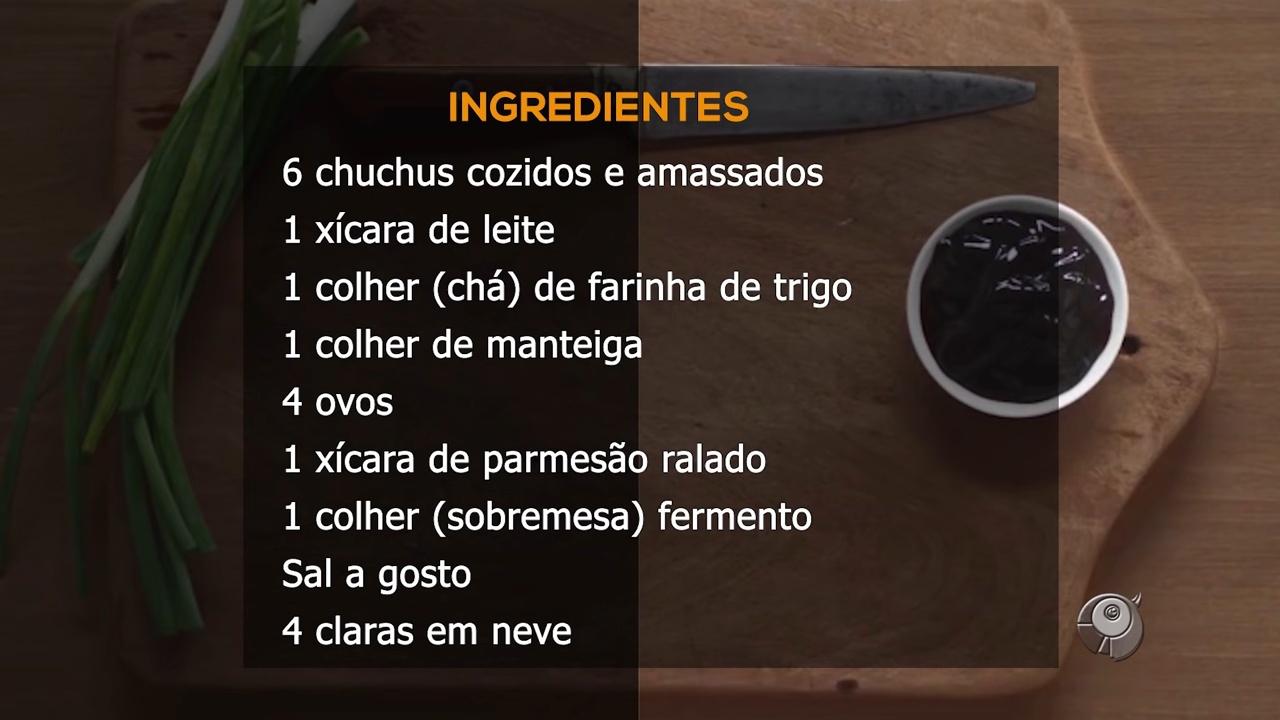 INGREDIENTES
6 chuchus cozidos e amassados
1 xícara de leite
1 colher (chá) de farinha de trigo
1 colher de manteiga
4 ovos
1 xícara de parmesão ralado
1 colher (sobremesa) fermento
Sal a gosto
4 claras em neve